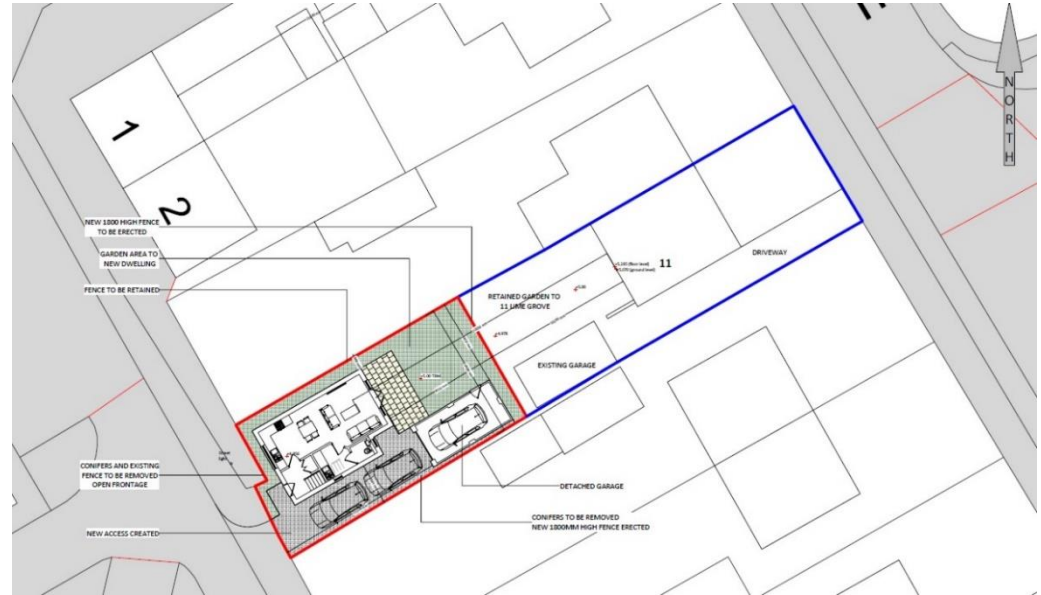 1
2
NORTH
NEW 1800 HIGH FENCE
TO BE ERECTED
GARDEN AREA TO
NEW DWELLING
FENCE TO BE RETAINED
11
DRIVEWAY
RETAINED GARDEN TO
11 LIME GROVE
EXISTING GARAGE
CONIFERS AND EXISTING
FENCE TO BE REMOVED
OPEN FRONTAGE
DETACHED GARAGE
CONIFERS TO BE REMOVED
NEW 1800MM HIGH FENCE ERECTED
NEW ACCESS CREATED